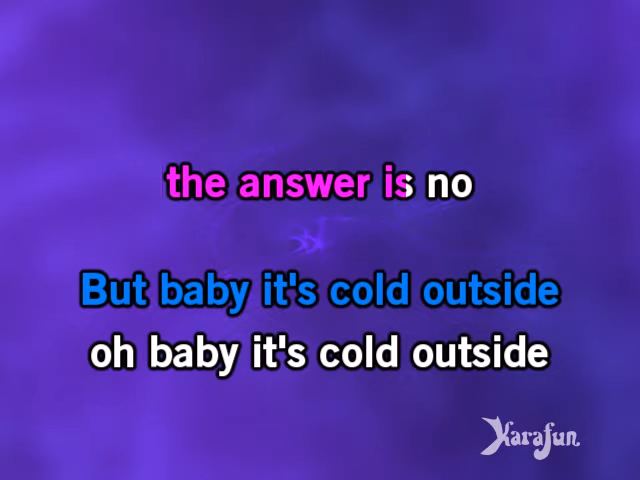 the answer is no
But baby it's cold outside
oh baby it's cold outside
Karafun